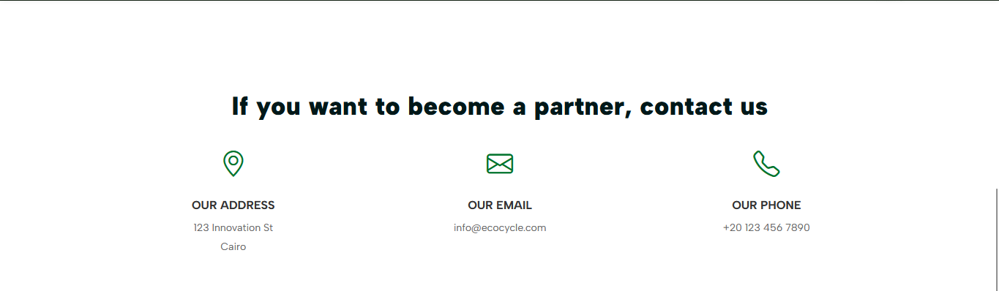 If you want to become a partner, contact us
OUR ADDRESS
123 Innovation St
Cairo
OUR EMAIL
info@ecocycle.com
OUR PHONE
+20 123 456 7890